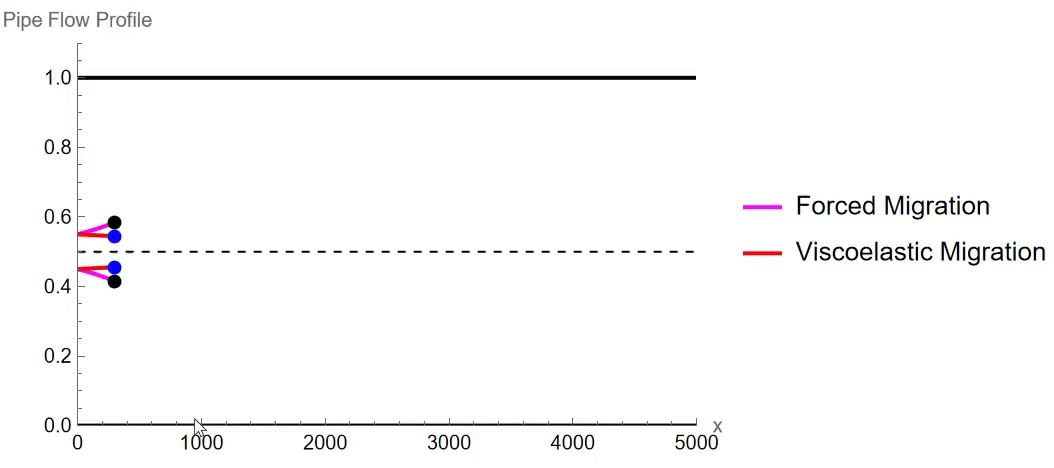 Pipe Flow Profile
1.0
0.8
0.6
0.4
0.2
0.0
0 1000 2000 3000 4000 5000 x
Forced Migration
Viscoelastic Migration